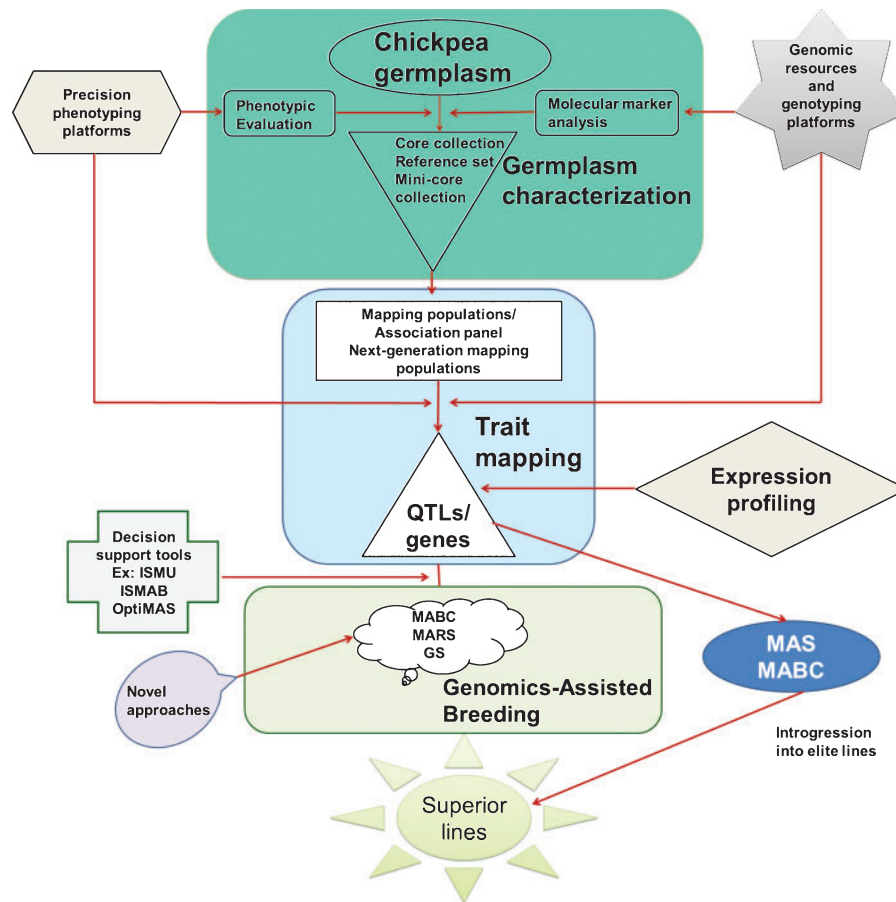 Chickpea
germplasm
Genomic
resources
and
genotyping
platforms
Precision
phenotyping
platforms
Phenotypic
Evaluation
Molecular marker
analysis
Core collection
Reference set
Mini-core
collection
Germplasm
characterization
Mapping populations/
Association panel
Next-generation mapping
populations
Trait
mapping
Expression
profiling
QTLs/
genes
Decision
support tools
Ex: ISMU
ISMAB
OptiMAS
MABC
MARS
GS
MAS
MABC
Novel
approaches
Genomics-Assisted
Breeding
Introgression
into elite lines
Superior
lines